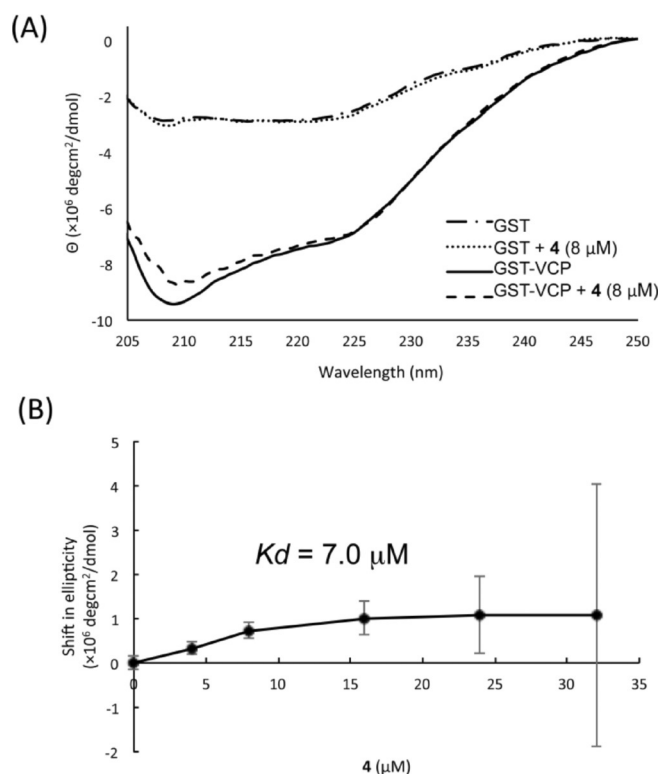 (A)
0
-2
-4
-6
-8
-10
Θ (×10⁶ degcm²/dmol)
GST
GST + 4 (8 μM)
GST-VCP
GST-VCP + 4 (8 μM)
205 210 215 220 225 230 235 240 245 250
Wavelength (nm)
(B)
5
4
3
2
1
0
-1
-2
Shift in ellipticity
(×10⁶ degcm²/dmol)
Kd = 7.0 μM
0 5 10 15 20 25 30 35
4 (μM)